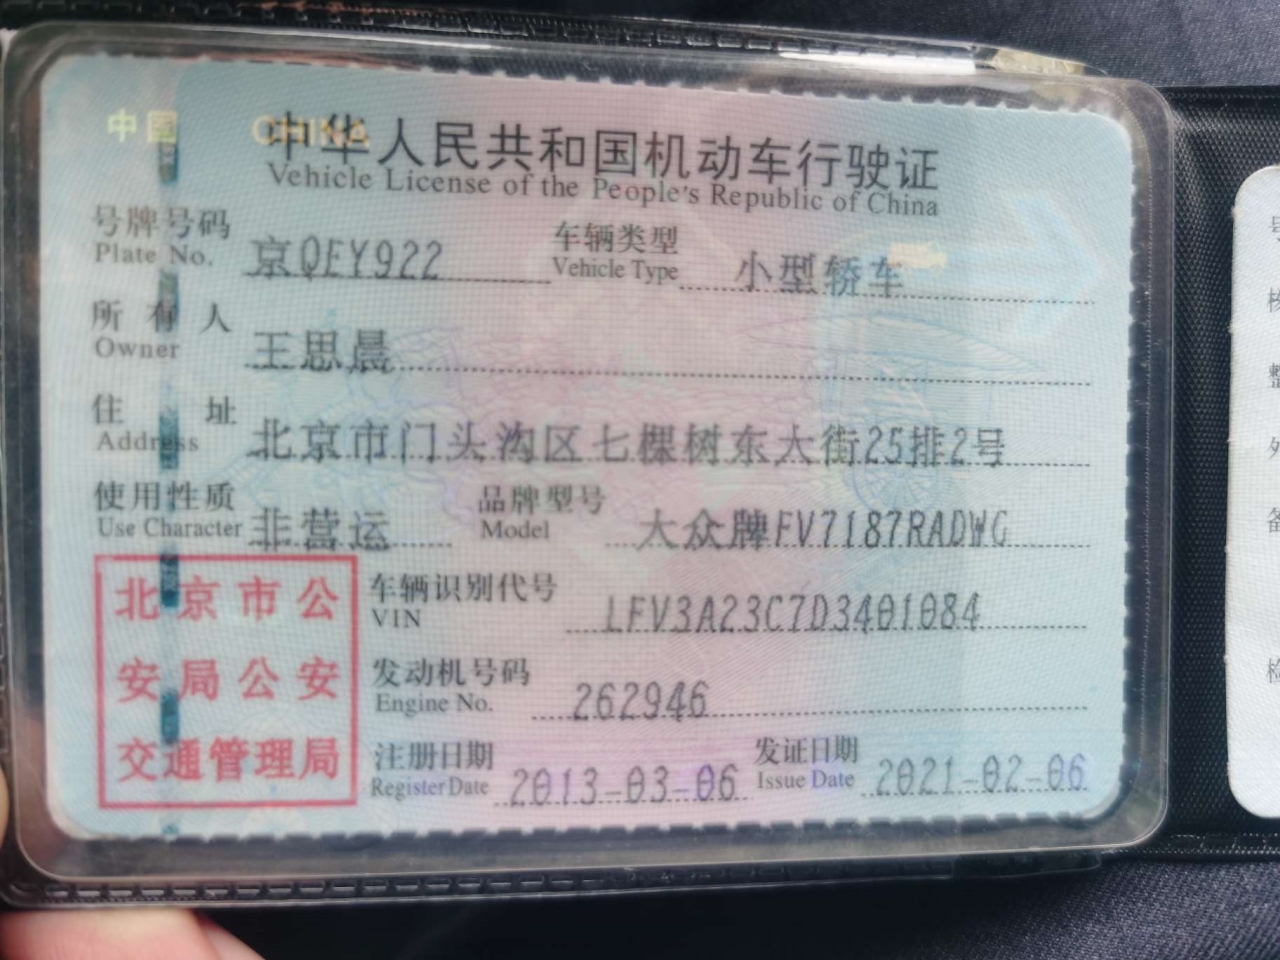 中国 CHINA
中华人民共和国机动车行驶证
Vehicle License of the People's Republic of China
号牌号码 京QEY922 车辆类型 小型轿车
Plate No. Vehicle Type
所有人 王思晨
Owner
住址 北京市门头沟区七棵树东大街25排2号
Address
使用性质 非营运 品牌型号 大众牌FV7187RADWG
Use Character Model
北京市公
安局公安
交通管理局
车辆识别代号 LFV3A23C7D3401084
VIN
发动机号码 262946
Engine No.
注册日期 2013-03-06 发证日期 2021-02-06
Register Date Issue Date
号
核
整
外
备
检